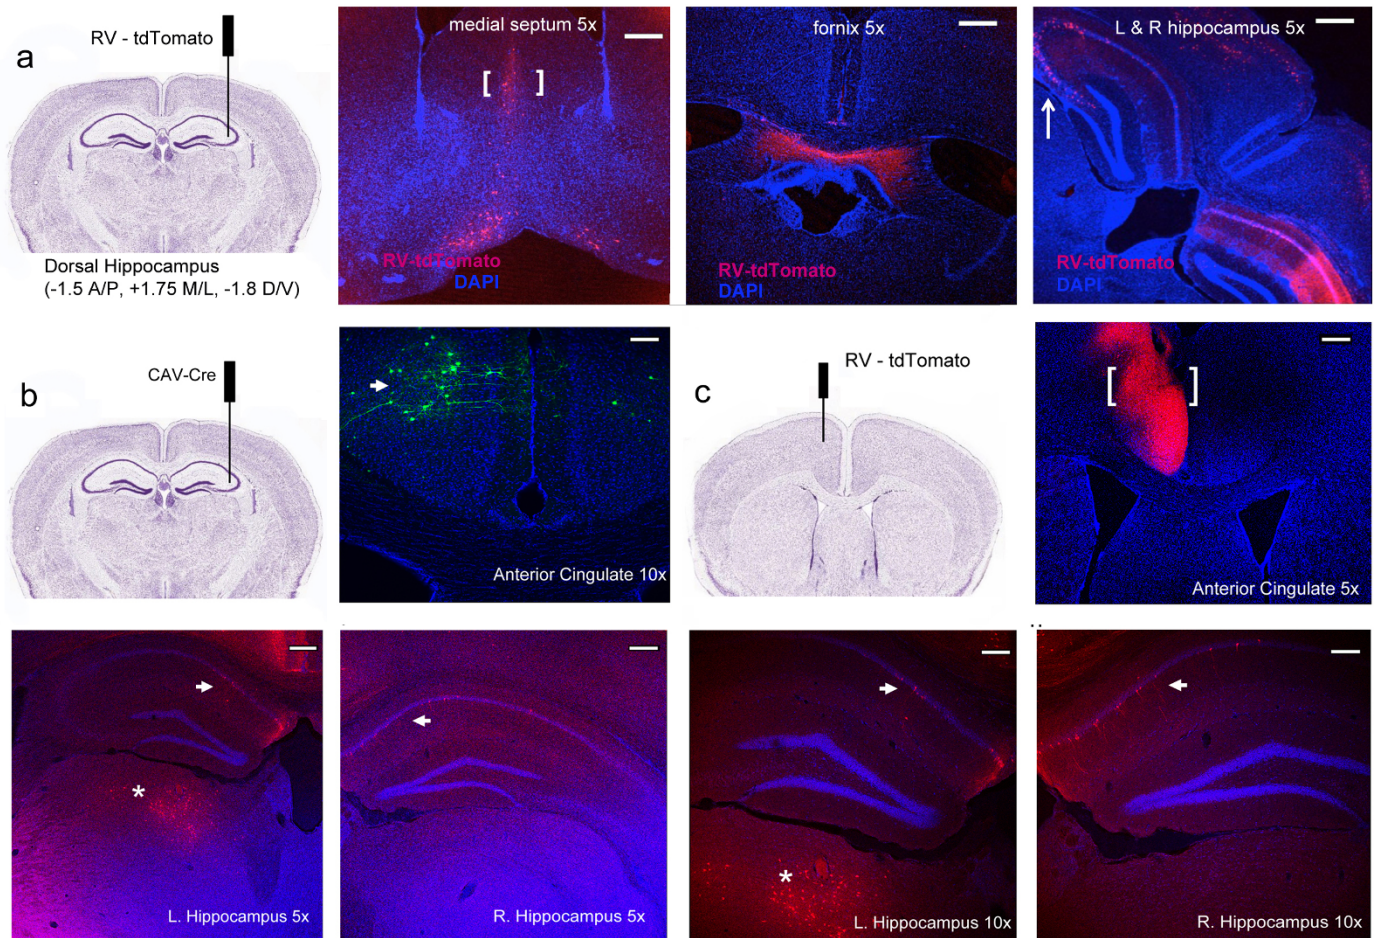 a
RV - tdTomato
Dorsal Hippocampus
(-1.5 A/P, +1.75 M/L, -1.8 D/V)
medial septum 5x
[ ]
RV-tdTomato
DAPI
fornix 5x
RV-tdTomato
DAPI
L & R hippocampus 5x
RV-tdTomato
DAPI
b
CAV-Cre
Anterior Cingulate 10x
c
RV - tdTomato
[ ]
Anterior Cingulate 5x
*
L. Hippocampus 5x
R. Hippocampus 5x
*
L. Hippocampus 10x
R. Hippocampus 10x